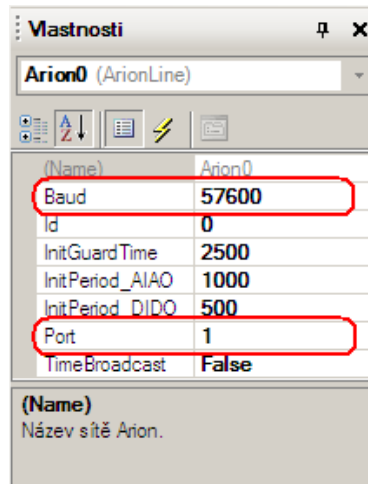 Vlastnosti
Arion0 (ArionLine)
(Name) Arion0
Baud 57600
Id 0
InitGuardTime 2500
InitPeriod_AIAO 1000
InitPeriod_DIDO 500
Port 1
TimeBroadcast False
(Name)
Název sítě Arion.